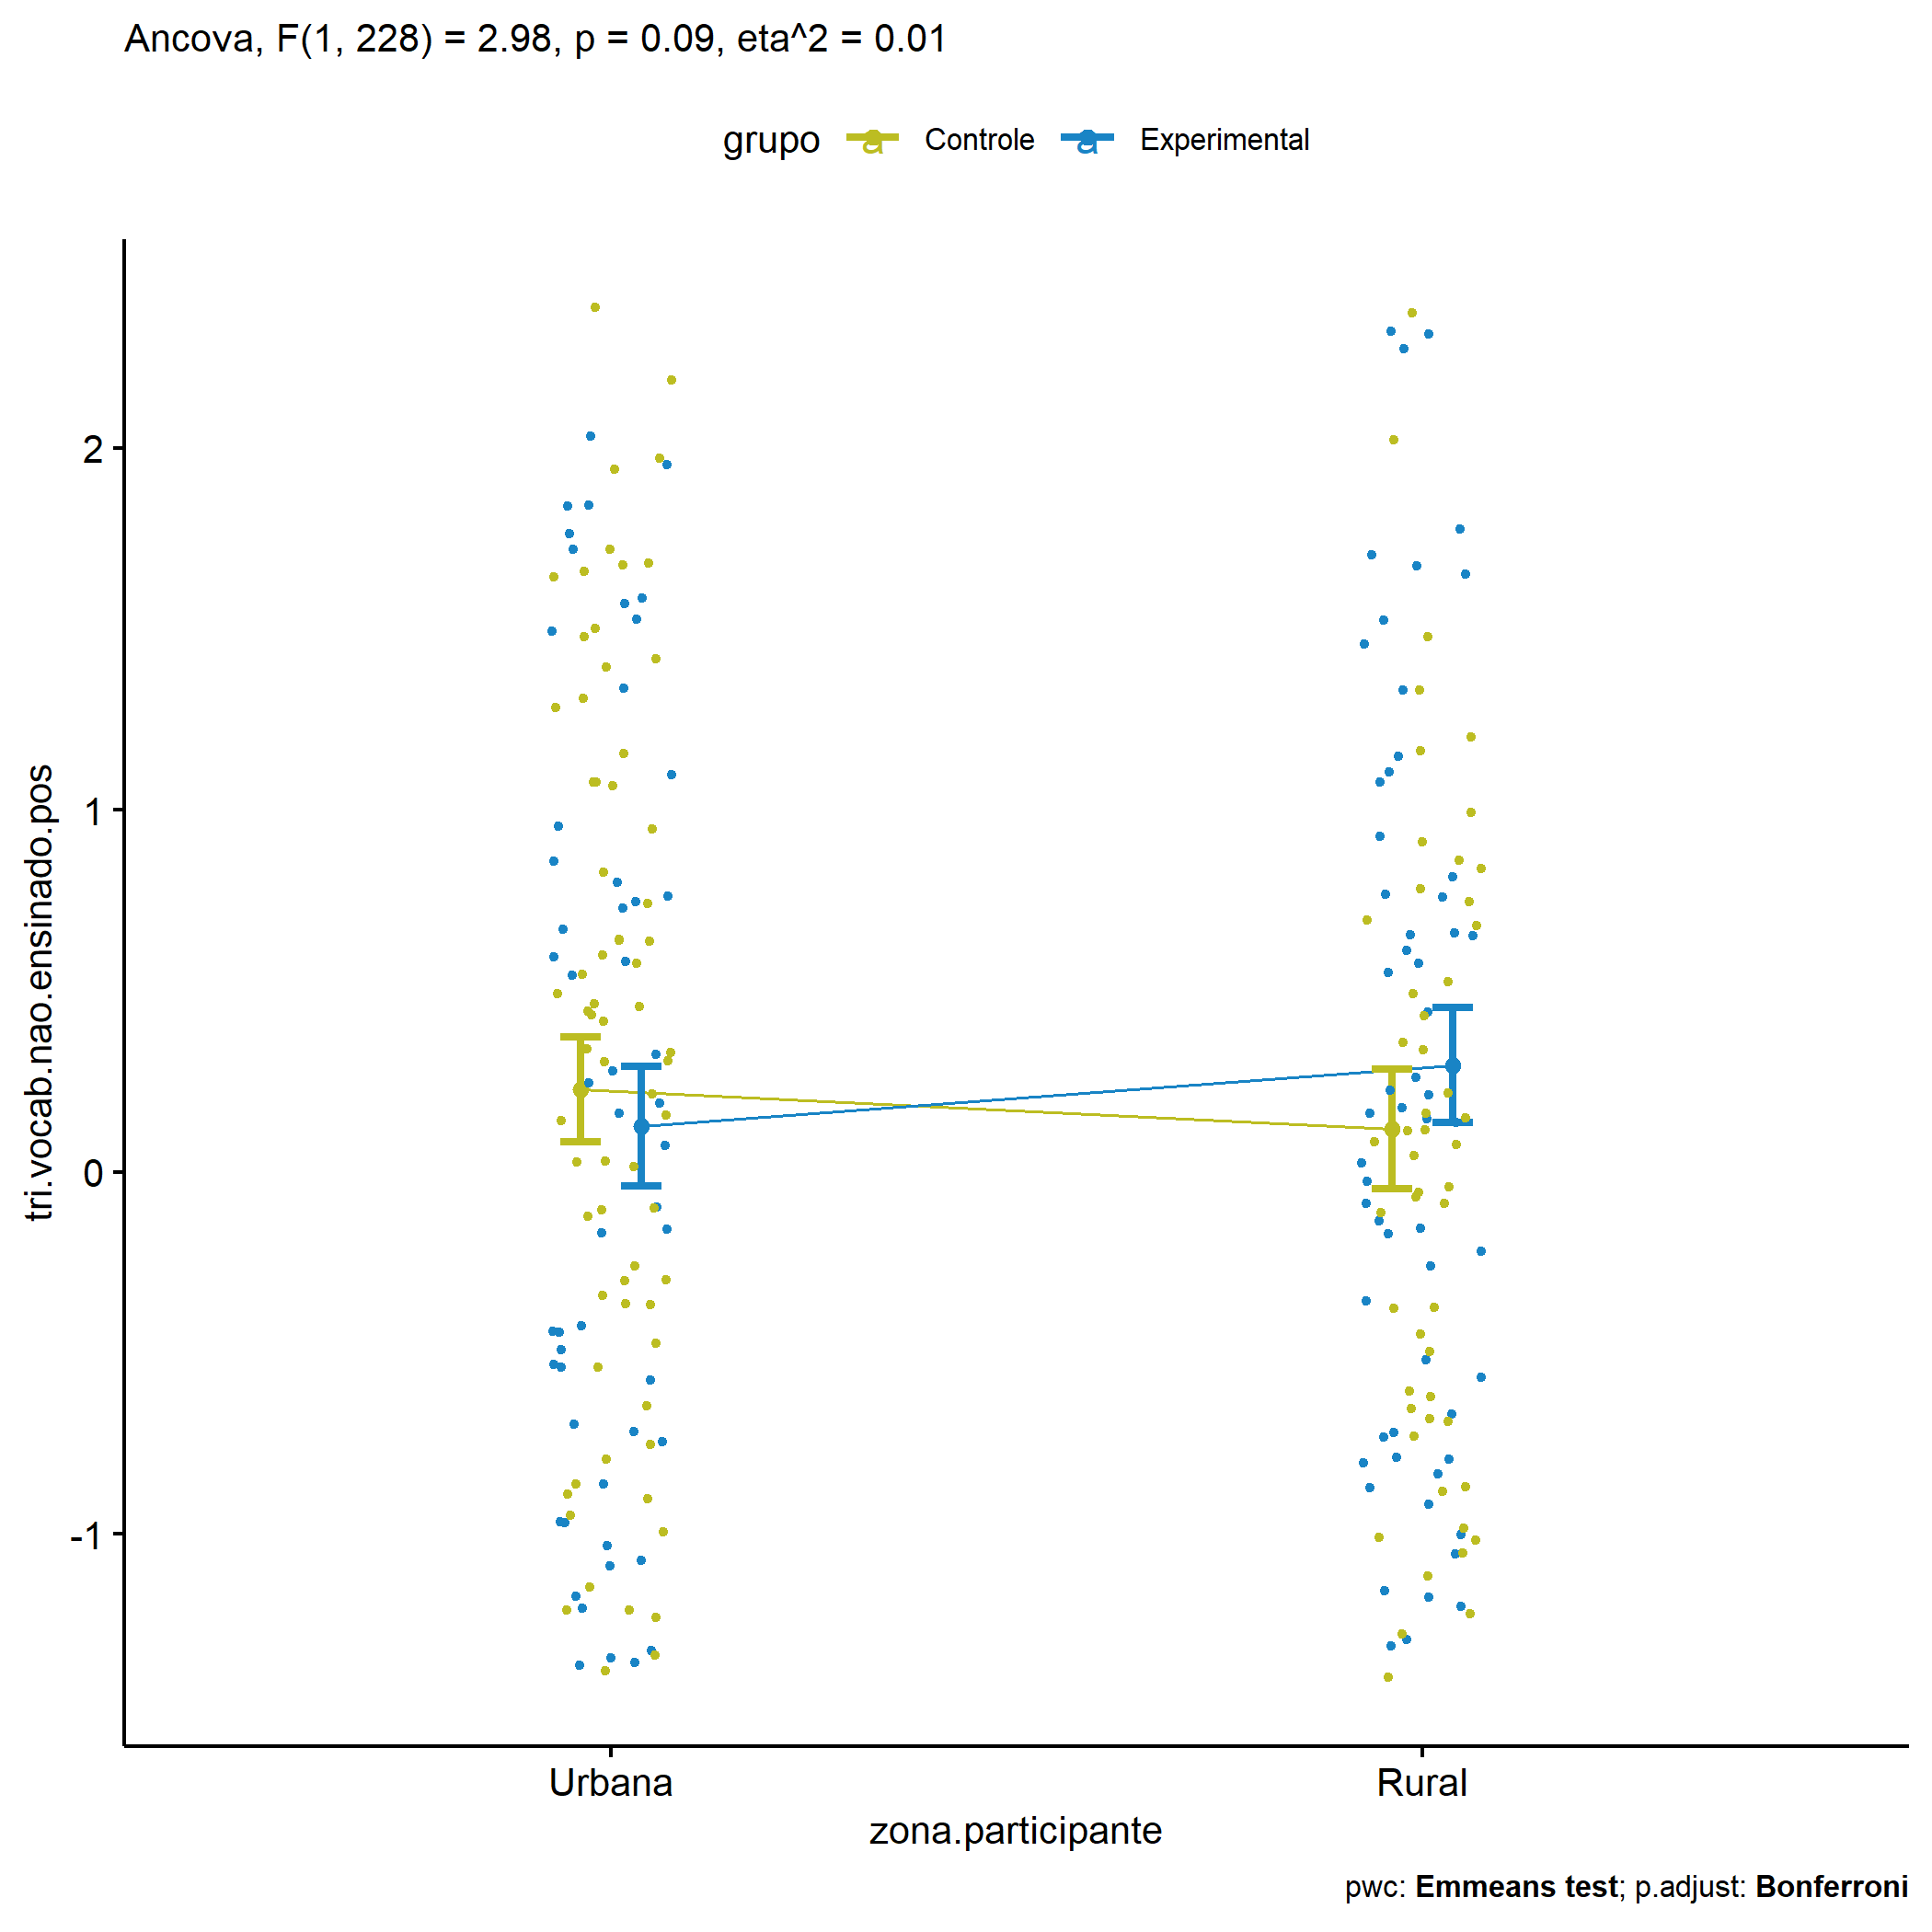 Ancova, F(1, 228) = 2.98, p = 0.09, eta^2 = 0.01
grupo a Controle a Experimental
tri.vocab.nao.ensinado.pos
2
1
0
-1
Urbana Rural
zona.participante
pwc: Emmeans test; p.adjust: Bonferroni